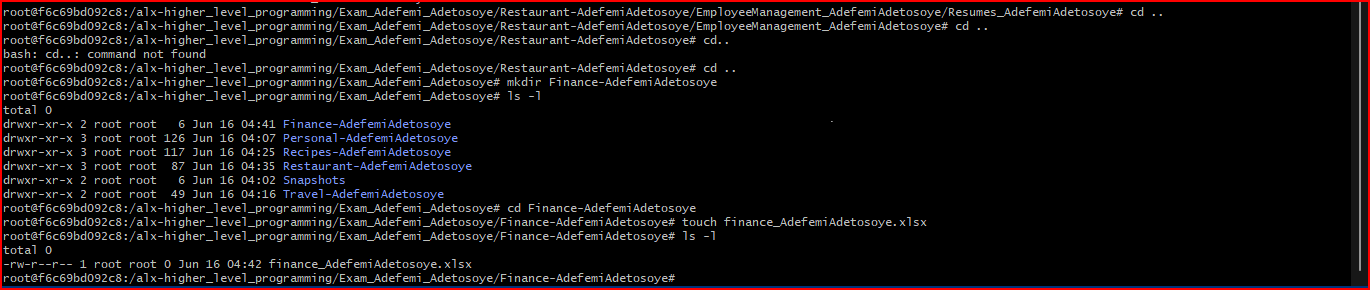 root@f6c69bd092c8:/alx-higher_level_programming/Exam_Adefemi_Adetosoye/Restaurant-AdefemiAdetosoye/EmployeeManagement_AdefemiAdetosoye/Resumes_AdefemiAdetosoye# cd ..
root@f6c69bd092c8:/alx-higher_level_programming/Exam_Adefemi_Adetosoye/Restaurant-AdefemiAdetosoye/EmployeeManagement_AdefemiAdetosoye# cd ..
root@f6c69bd092c8:/alx-higher_level_programming/Exam_Adefemi_Adetosoye/Restaurant-AdefemiAdetosoye# cd..
bash: cd..: command not found
root@f6c69bd092c8:/alx-higher_level_programming/Exam_Adefemi_Adetosoye/Restaurant-AdefemiAdetosoye# cd ..
root@f6c69bd092c8:/alx-higher_level_programming/Exam_Adefemi_Adetosoye# mkdir Finance-AdefemiAdetosoye
root@f6c69bd092c8:/alx-higher_level_programming/Exam_Adefemi_Adetosoye# ls -l
total 0
drwxr-xr-x 2 root root   6 Jun 16 04:41 Finance-AdefemiAdetosoye
drwxr-xr-x 3 root root 126 Jun 16 04:07 Personal-AdefemiAdetosoye
drwxr-xr-x 3 root root 117 Jun 16 04:25 Recipes-AdefemiAdetosoye
drwxr-xr-x 3 root root  87 Jun 16 04:35 Restaurant-AdefemiAdetosoye
drwxr-xr-x 2 root root   6 Jun 16 04:02 Snapshots
drwxr-xr-x 2 root root  49 Jun 16 04:16 Travel-AdefemiAdetosoye
root@f6c69bd092c8:/alx-higher_level_programming/Exam_Adefemi_Adetosoye# cd Finance-AdefemiAdetosoye
root@f6c69bd092c8:/alx-higher_level_programming/Exam_Adefemi_Adetosoye/Finance-AdefemiAdetosoye# touch finance_AdefemiAdetosoye.xlsx
root@f6c69bd092c8:/alx-higher_level_programming/Exam_Adefemi_Adetosoye/Finance-AdefemiAdetosoye# ls -l
total 0
-rw-r--r-- 1 root root 0 Jun 16 04:42 finance_AdefemiAdetosoye.xlsx
root@f6c69bd092c8:/alx-higher_level_programming/Exam_Adefemi_Adetosoye/Finance-AdefemiAdetosoye#